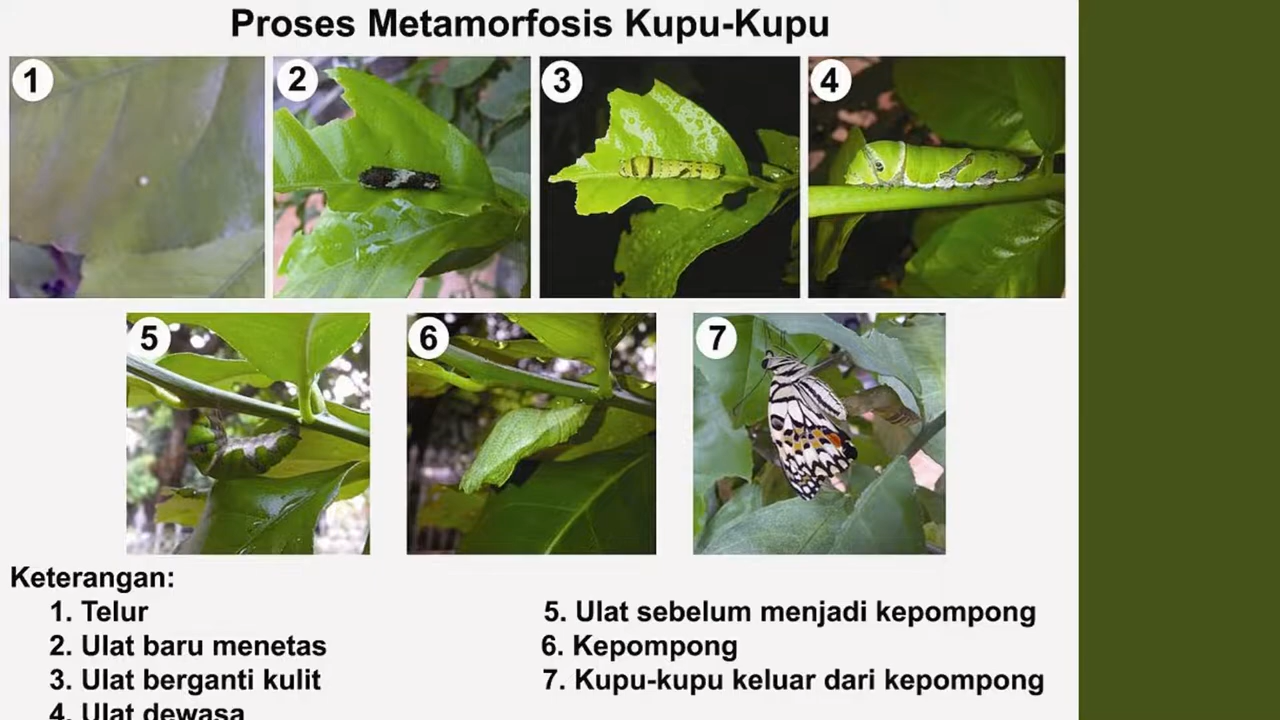 Proses Metamorfosis Kupu-Kupu
1
2
3
4
5
6
7
Keterangan:
1. Telur
2. Ulat baru menetas
3. Ulat berganti kulit
4. Ulat dewasa
5. Ulat sebelum menjadi kepompong
6. Kepompong
7. Kupu-kupu keluar dari kepompong